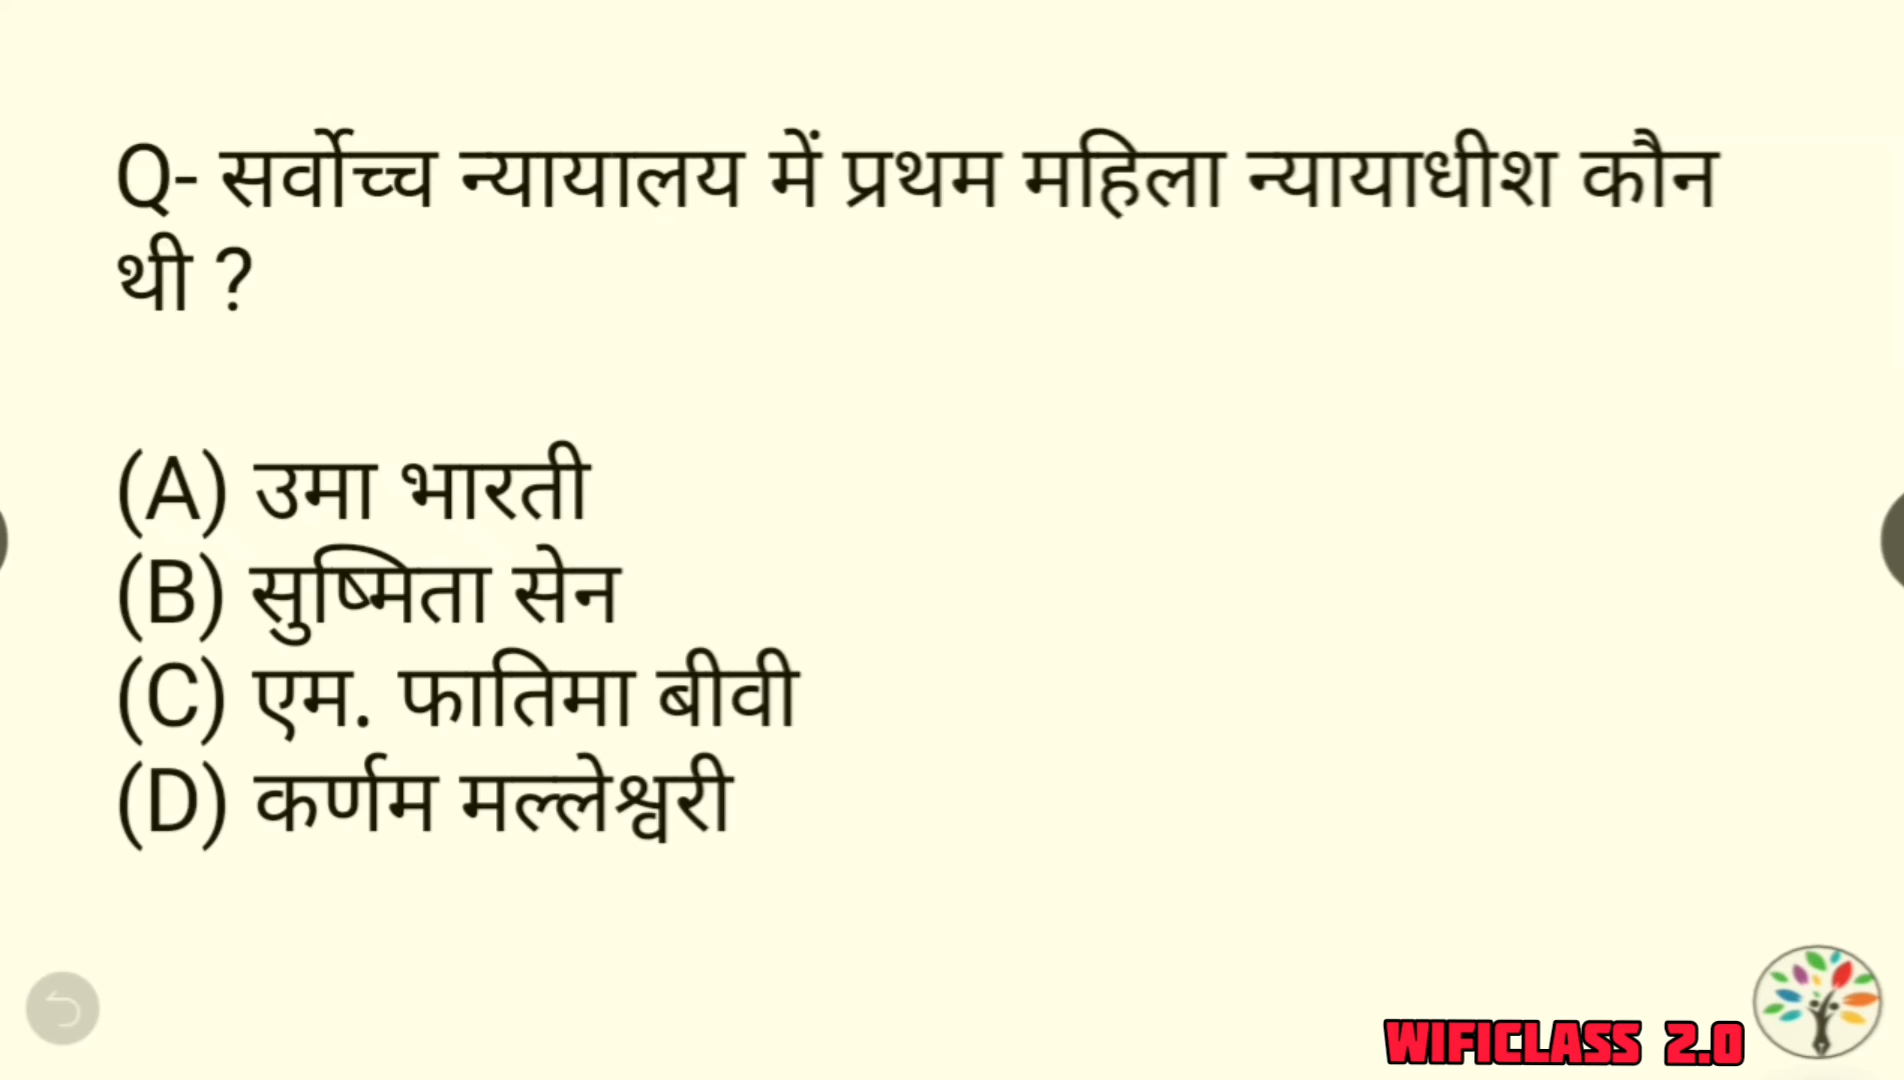 Q- सर्वोच्च न्यायालय में प्रथम महिला न्यायाधीश कौन
थी ?
(A) उमा भारती
(B) सुष्मिता सेन
(C) एम. फातिमा बीवी
(D) कर्णम मल्लेश्वरी
WIFICLASS 2.0